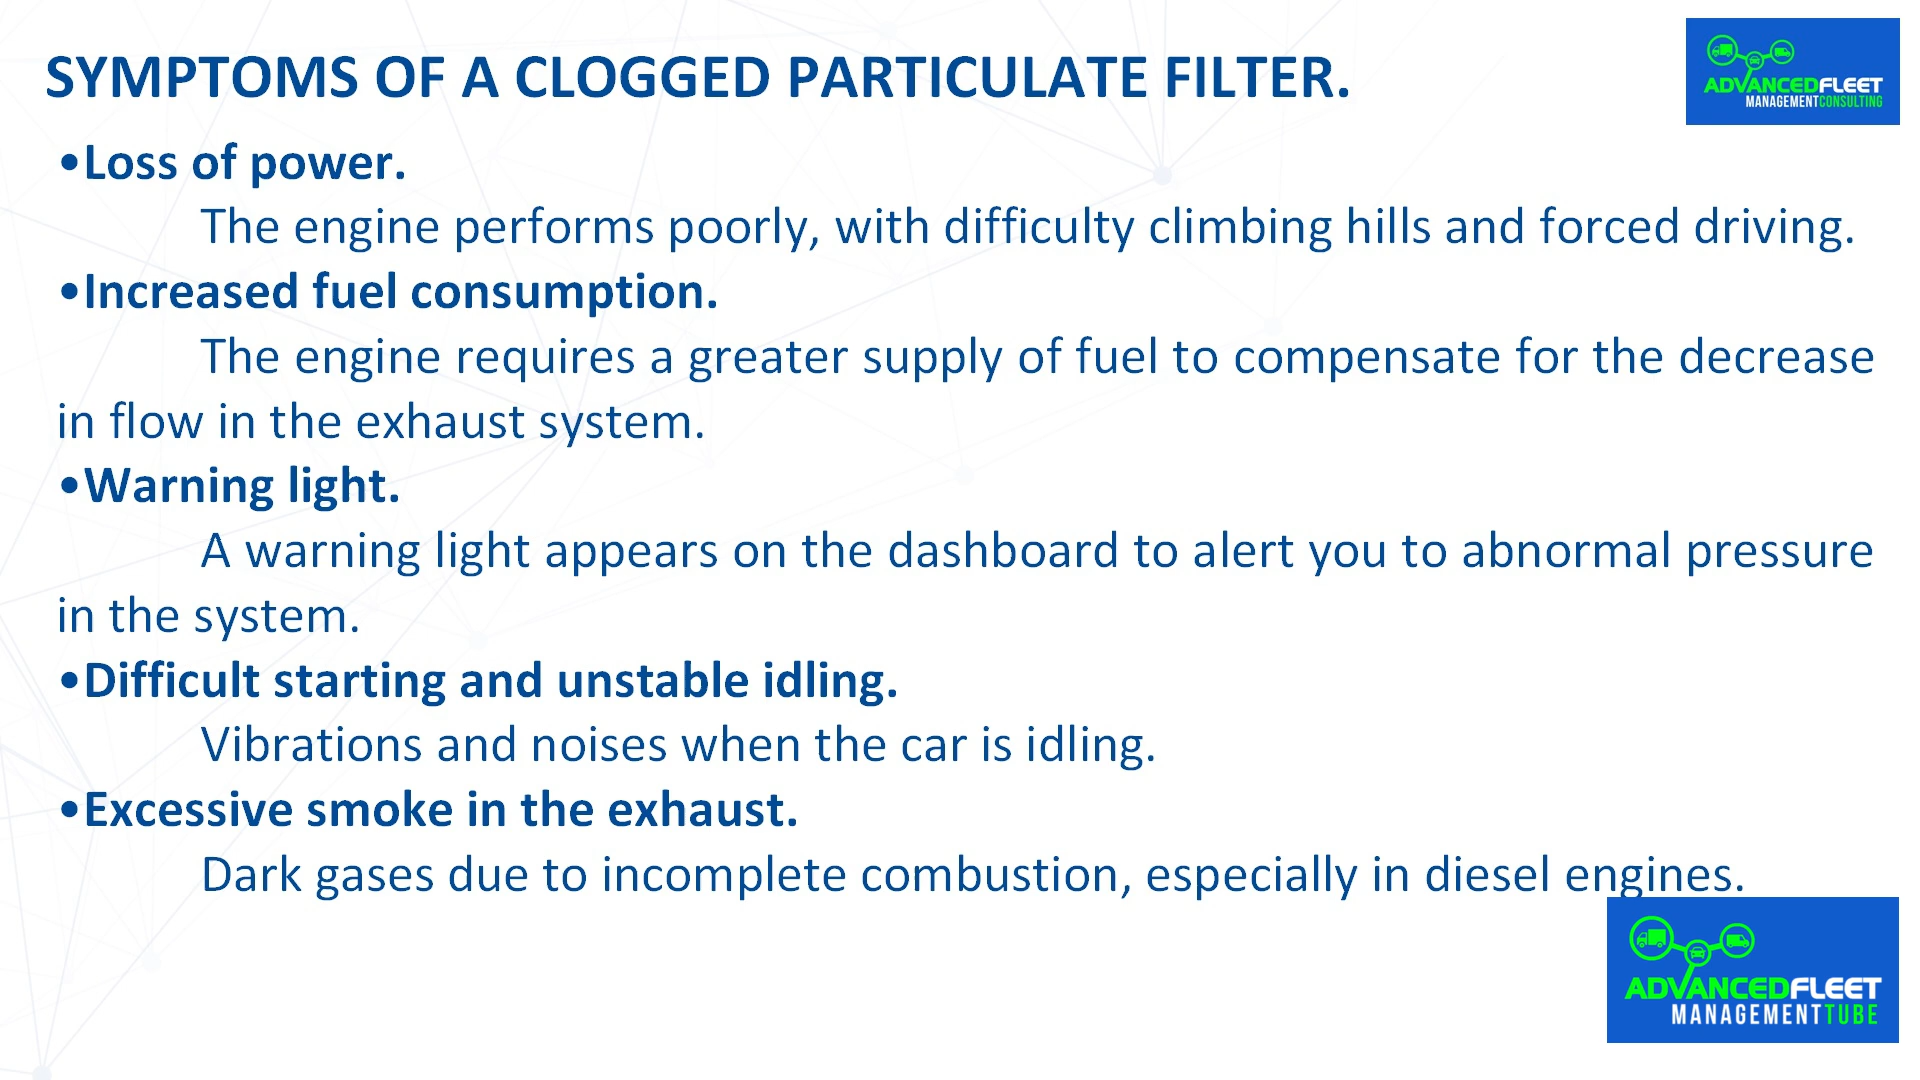 SYMPTOMS OF A CLOGGED PARTICULATE FILTER.
ADVANCEDFLEET
MANAGEMENTCONSULTING
•Loss of power.
The engine performs poorly, with difficulty climbing hills and forced driving.
•Increased fuel consumption.
The engine requires a greater supply of fuel to compensate for the decrease
in flow in the exhaust system.
•Warning light.
A warning light appears on the dashboard to alert you to abnormal pressure
in the system.
•Difficult starting and unstable idling.
Vibrations and noises when the car is idling.
•Excessive smoke in the exhaust.
Dark gases due to incomplete combustion, especially in diesel engines.
ADVANCEDFLEET
MANAGEMENTTUBE